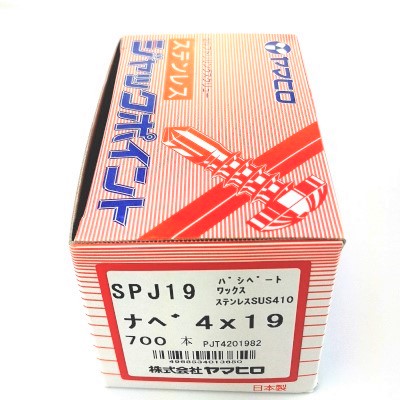 ヤマヒロ
ステンレス
ジャックポイント
SPJ19
パシペート
ワックス
ステンレスSUS410
ナベ 4x19
700 本 PJT4201982
株式会社ヤマヒロ
日本製